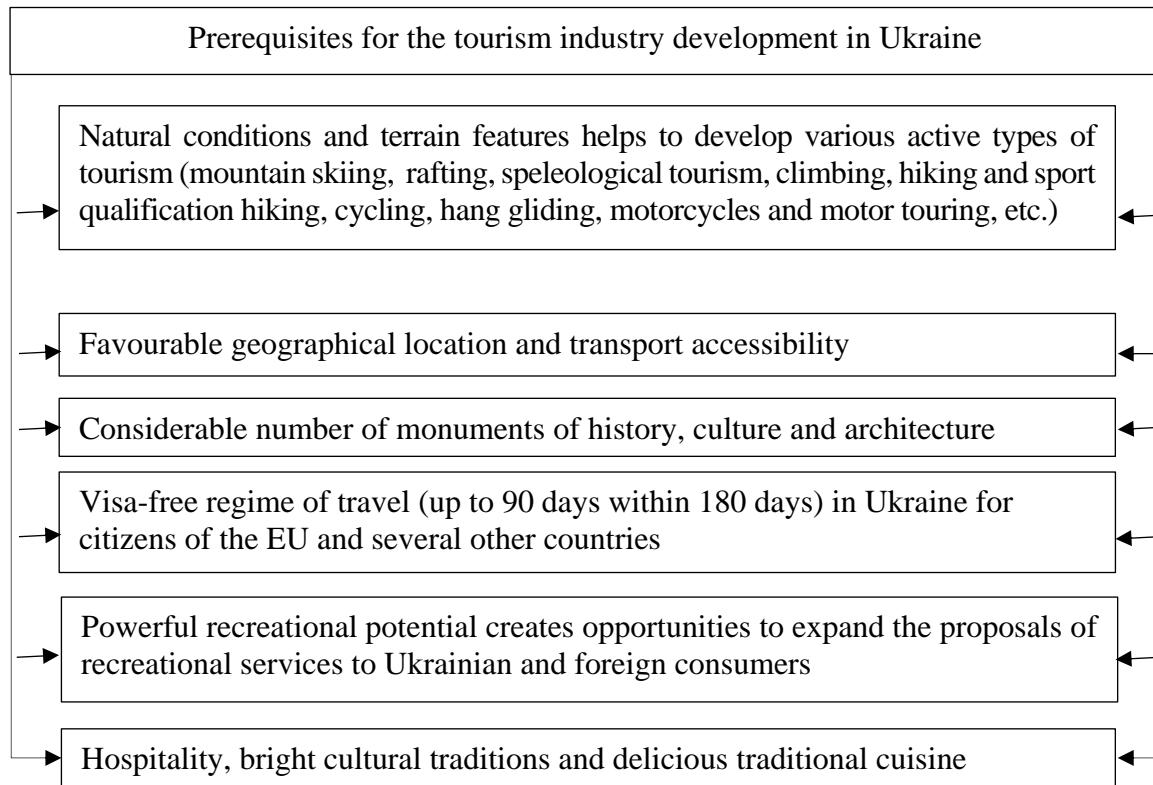 Prerequisites for the tourism industry development in Ukraine
Natural conditions and terrain features helps to develop various active types of
tourism (mountain skiing, rafting, speleological tourism, climbing, hiking and sport
qualification hiking, cycling, hang gliding, motorcycles and motor touring, etc.)
Favourable geographical location and transport accessibility
Considerable number of monuments of history, culture and architecture
Visa-free regime of travel (up to 90 days within 180 days) in Ukraine for
citizens of the EU and several other countries
Powerful recreational potential creates opportunities to expand the proposals of
recreational services to Ukrainian and foreign consumers
Hospitality, bright cultural traditions and delicious traditional cuisine